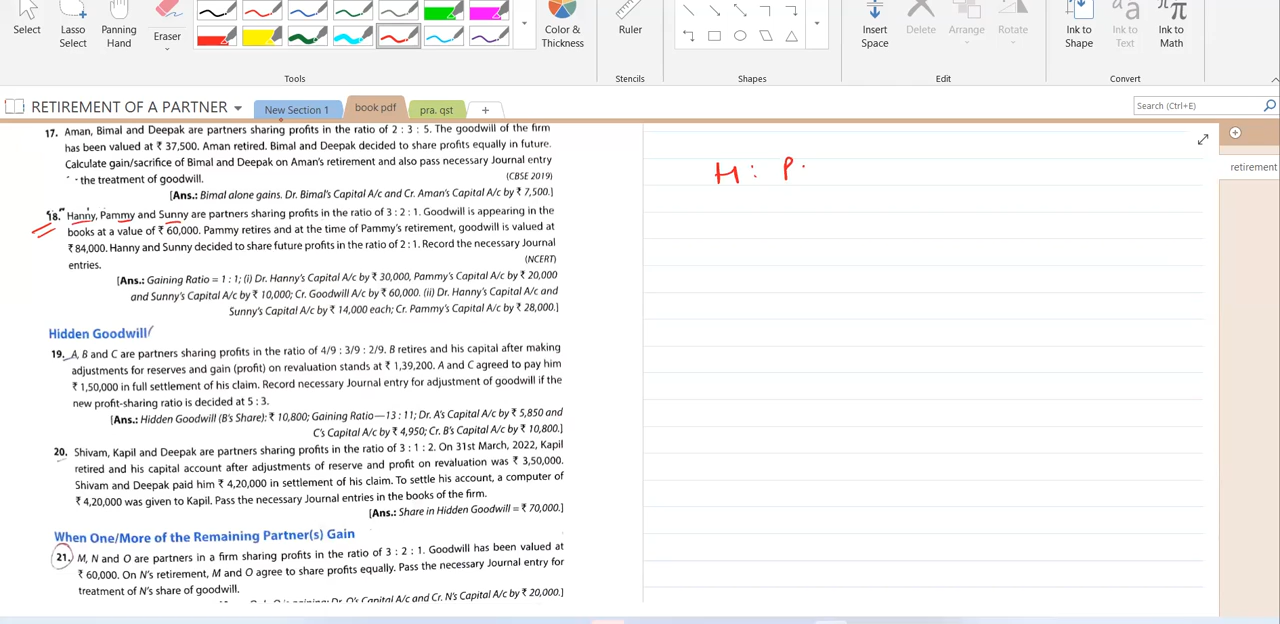 Select
Lasso
Select
Panning
Hand
Eraser
Color &
Thickness
Ruler
Insert
Space
Delete
Arrange
Rotate
Ink to
Shape
Ink to
Text
Ink to
Math
Tools
Stencils
Shapes
Edit
Convert
RETIREMENT OF A PARTNER
New Section 1
book pdf
pra. qst
+
Search (Ctrl+E)
retirement
17. Aman, Bimal and Deepak are partners sharing profits in the ratio of 2 : 3 : 5. The goodwill of the firm
has been valued at ₹ 37,500. Aman retired. Bimal and Deepak decided to share profits equally in future.
Calculate gain/sacrifice of Bimal and Deepak on Aman's retirement and also pass necessary Journal entry
the treatment of goodwill. (CBSE 2019)
[Ans.: Bimal alone gains. Dr. Bimal's Capital A/c and Cr. Aman's Capital A/c by ₹ 7,500.]
18. Hanny, Pammy and Sunny are partners sharing profits in the ratio of 3 : 2 : 1. Goodwill is appearing in the
books at a value of ₹ 60,000. Pammy retires and at the time of Pammy's retirement, goodwill is valued at
₹ 84,000. Hanny and Sunny decided to share future profits in the ratio of 2 : 1. Record the necessary Journal
entries. (NCERT)
[Ans.: Gaining Ratio = 1 : 1; (i) Dr. Hanny's Capital A/c by ₹ 30,000, Pammy's Capital A/c by ₹ 20,000
and Sunny's Capital A/c by ₹ 10,000; Cr. Goodwill A/c by ₹ 60,000. (ii) Dr. Hanny's Capital A/c and
Sunny's Capital A/c by ₹ 14,000 each; Cr. Pammy's Capital A/c by ₹ 28,000.]
Hidden Goodwill
19. A, B and C are partners sharing profits in the ratio of 4/9 : 3/9 : 2/9. B retires and his capital after making
adjustments for reserves and gain (profit) on revaluation stands at ₹ 1,39,200. A and C agreed to pay him
₹ 1,50,000 in full settlement of his claim. Record necessary Journal entry for adjustment of goodwill if the
new profit-sharing ratio is decided at 5 : 3.
[Ans.: Hidden Goodwill (B's Share): ₹ 10,800; Gaining Ratio—13 : 11; Dr. A's Capital A/c by ₹ 5,850 and
C's Capital A/c by ₹ 4,950; Cr. B's Capital A/c by ₹ 10,800.]
20. Shivam, Kapil and Deepak are partners sharing profits in the ratio of 3 : 1 : 2. On 31st March, 2022, Kapil
retired and his capital account after adjustments of reserve and profit on revaluation was ₹ 3,50,000.
Shivam and Deepak paid him ₹ 4,20,000 in settlement of his claim. To settle his account, a computer of
₹ 4,20,000 was given to Kapil. Pass the necessary Journal entries in the books of the firm.
[Ans.: Share in Hidden Goodwill = ₹ 70,000.]
When One/More of the Remaining Partner(s) Gain
21. M, N and O are partners in a firm sharing profits in the ratio of 3 : 2 : 1. Goodwill has been valued at
₹ 60,000. On N's retirement, M and O agree to share profits equally. Pass the necessary Journal entry for
treatment of N's share of goodwill.
Dr. O's Capital A/c and Cr. N's Capital A/c by ₹ 20,000.]
H : P.